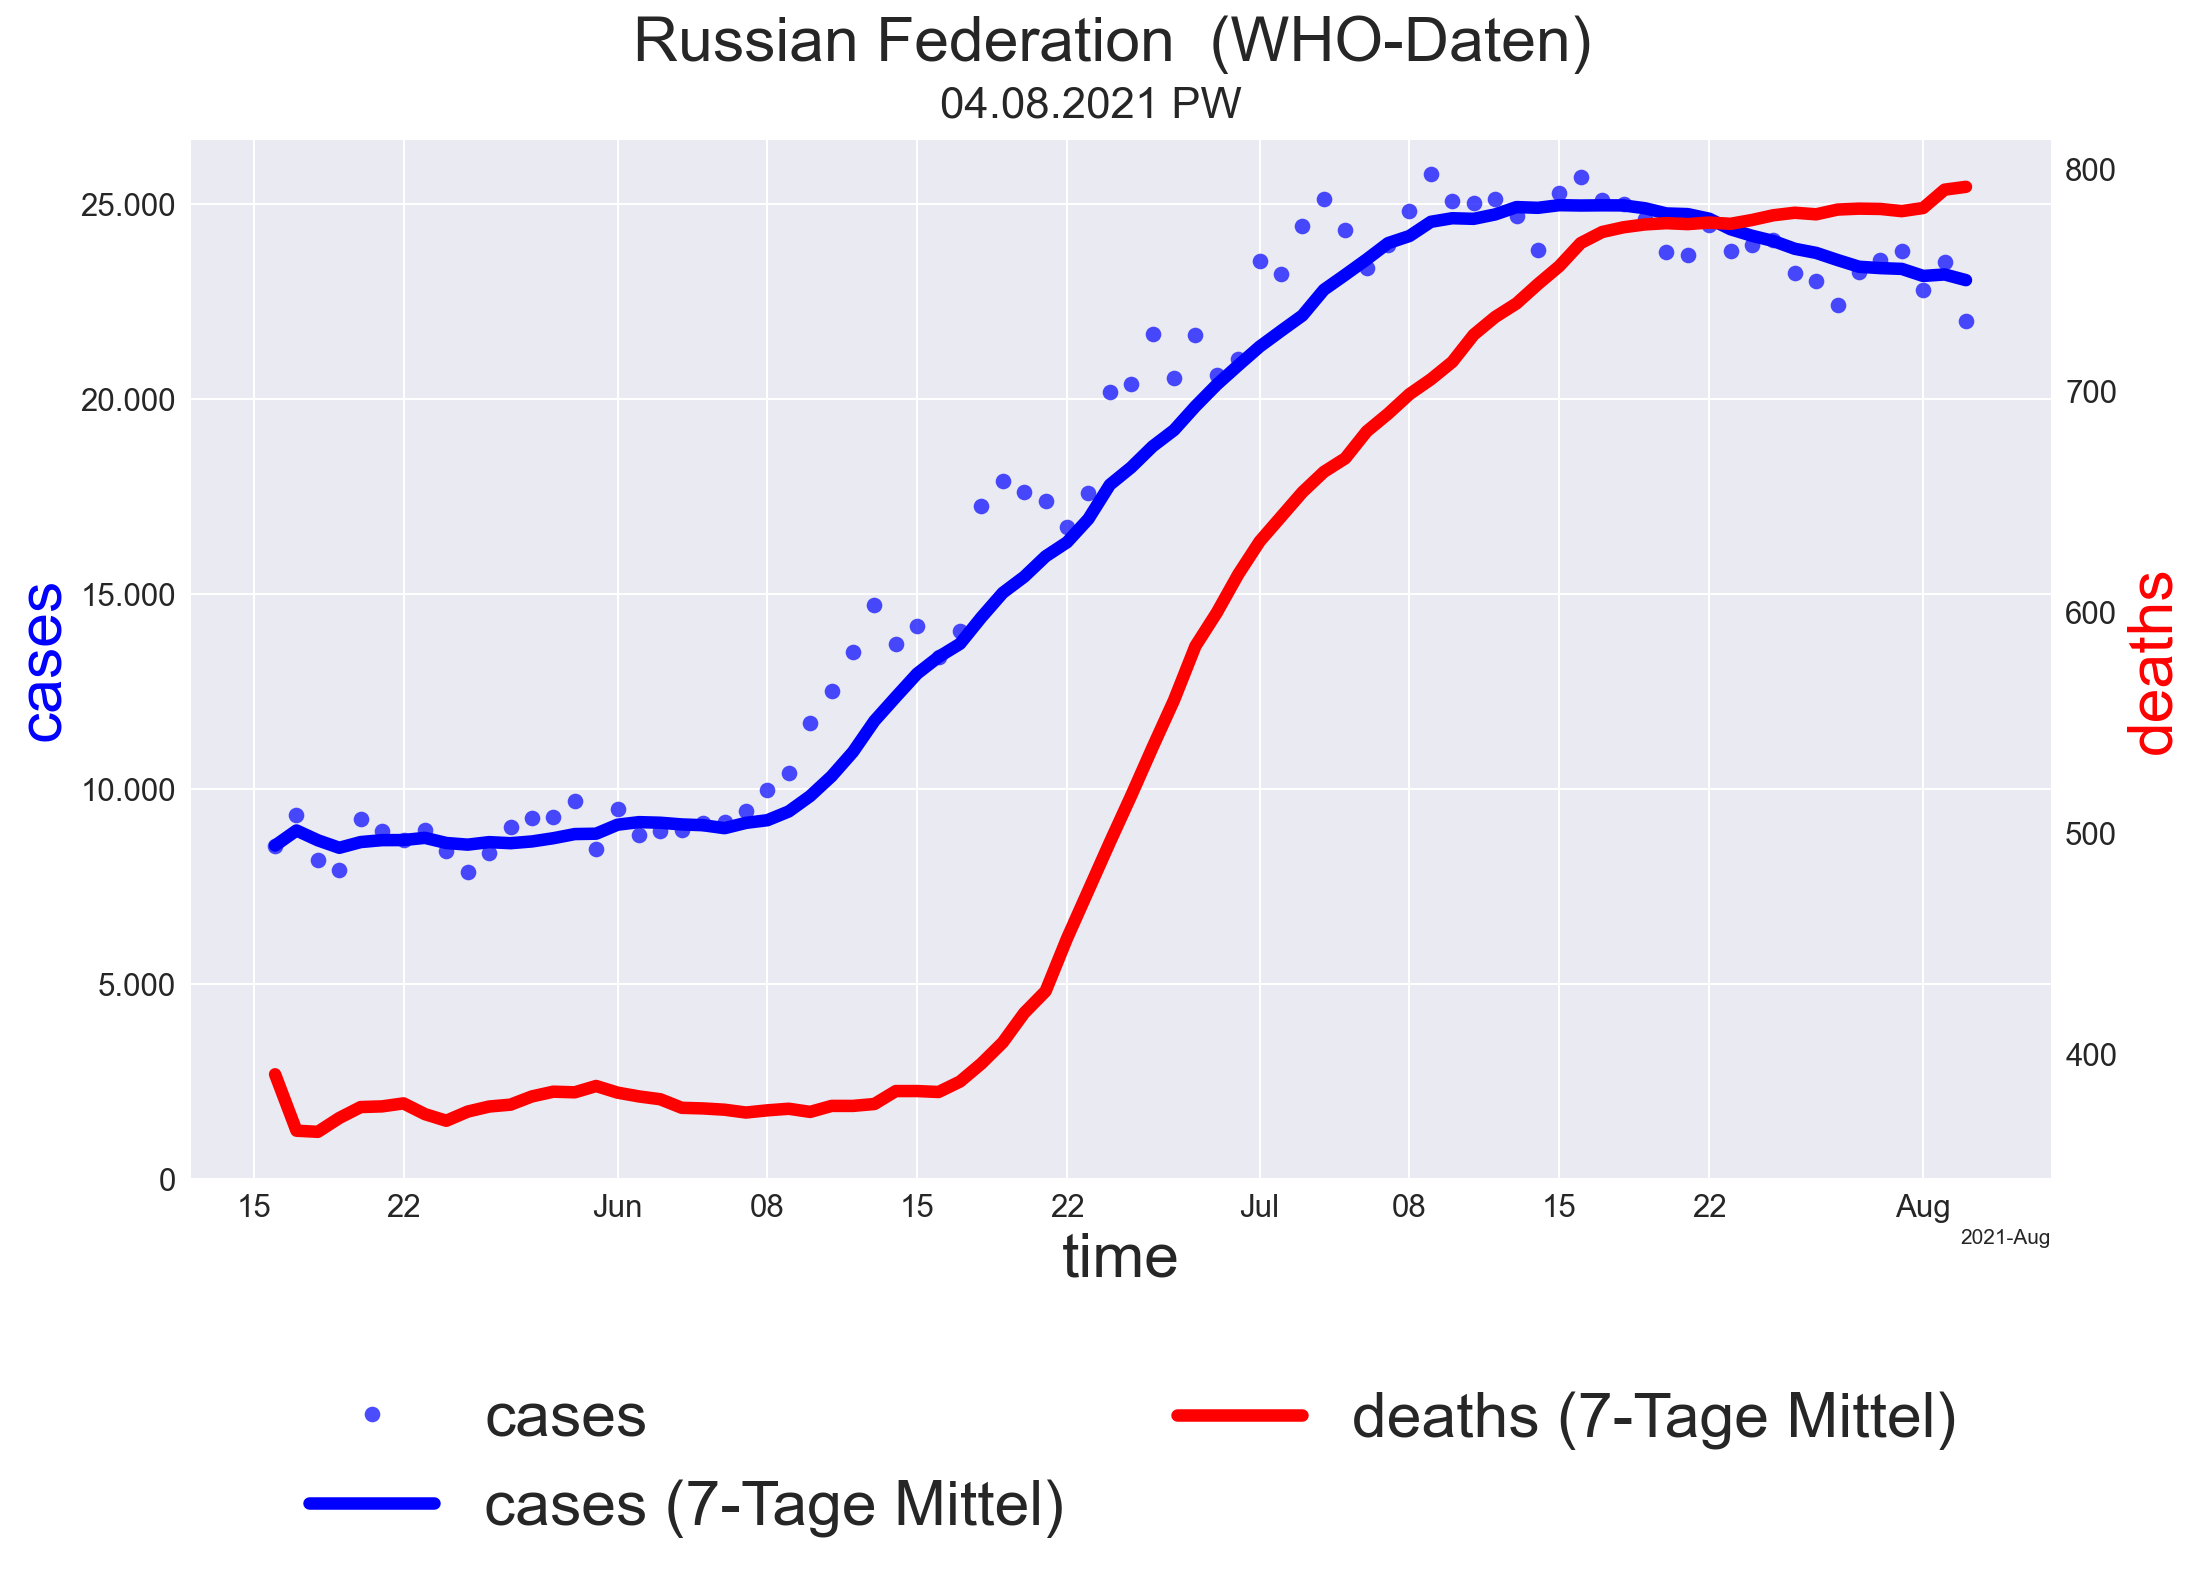 Russian Federation (WHO-Daten)
04.08.2021 PW
cases
25.000
20.000
15.000
10.000
5.000
0
800
700
600
500
400
deaths
15 22 Jun 08 15 22 Jul 08 15 22 Aug
2021-Aug
time
cases
cases (7-Tage Mittel)
deaths (7-Tage Mittel)